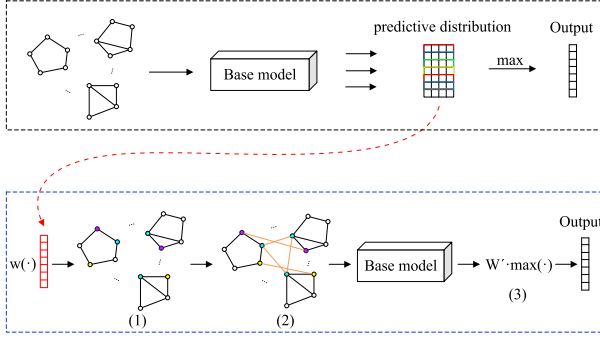 predictive distribution
Output
Base model
max
Output
w(·)
Base model
W´·max(·)
(3)
(1)
(2)